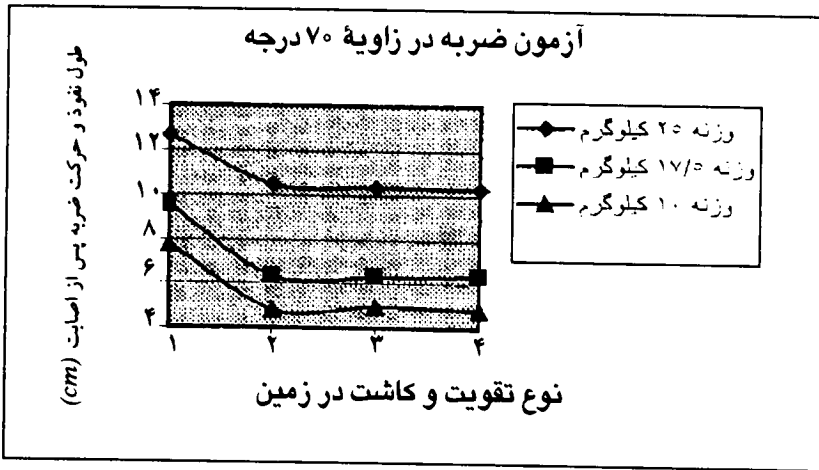 آزمون ضربه در زاویهٔ ۷۰ درجه
طول نفوذ و حرکت ضربه پس از اصابت (cm)
۱۴
۱۲
۱۰
۸
۶
۴
۱ ۲ ۳ ۴
نوع تقویت و کاشت در زمین
وزنه ۲۵ کیلوگرم
وزنه ۱۷/۵ کیلوگرم
وزنه ۱۰ کیلوگرم